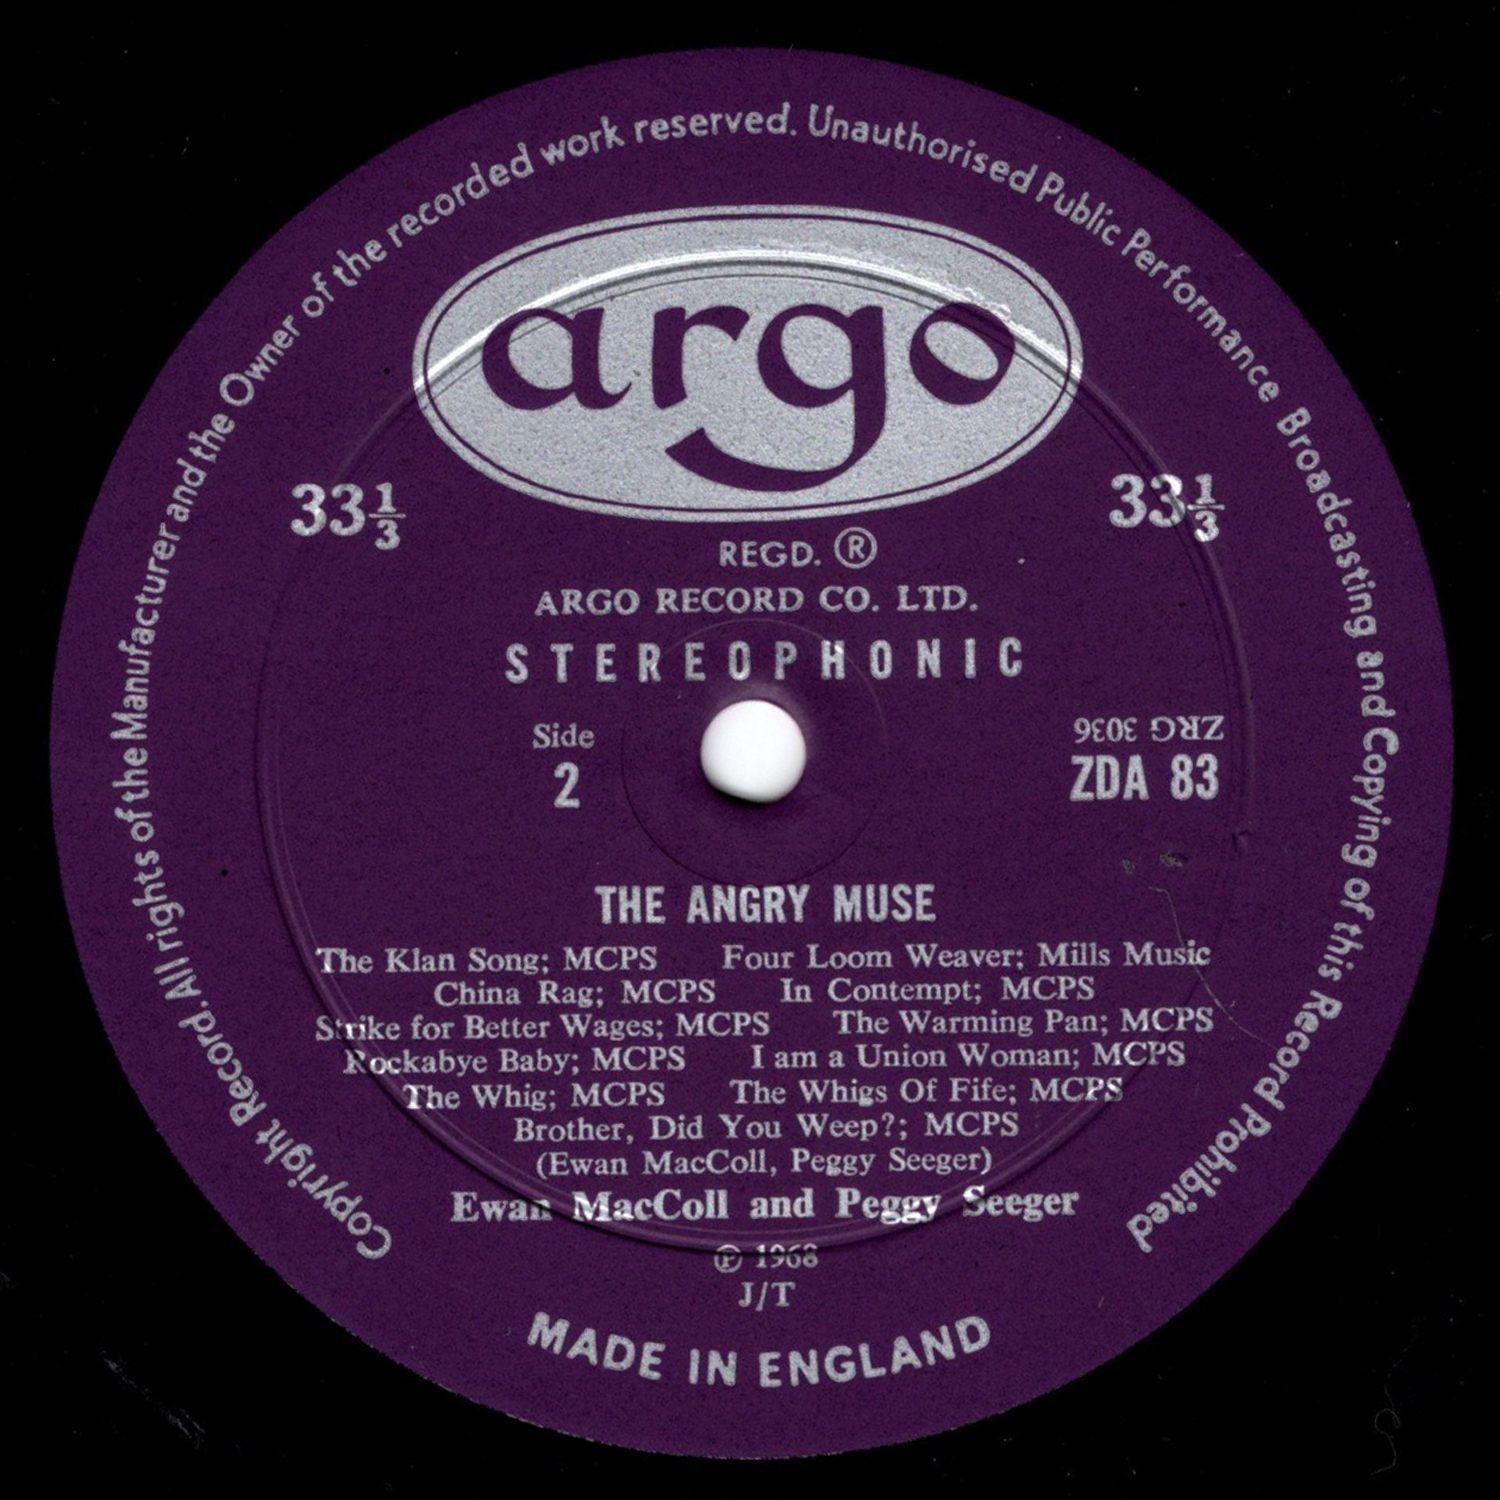 Copyright Record. All rights of the Manufacturer and the Owner of the recorded work reserved. Unauthorised Public Performance Broadcasting and Copying of this Record Prohibited
argo
33⅓ 33⅓
REGD. ®
ARGO RECORD CO. LTD.
STEREOPHONIC
Side
2
ZRG 3036
ZDA 83
THE ANGRY MUSE
The Klan Song; MCPS Four Loom Weaver; Mills Music
China Rag; MCPS In Contempt; MCPS
Strike for Better Wages; MCPS The Warming Pan; MCPS
Rockabye Baby; MCPS I am a Union Woman; MCPS
The Whig; MCPS The Whigs Of Fife; MCPS
Brother, Did You Weep?; MCPS
(Ewan MacColl, Peggy Seeger)
Ewan MacColl and Peggy Seeger
℗ 1968
J/T
MADE IN ENGLAND